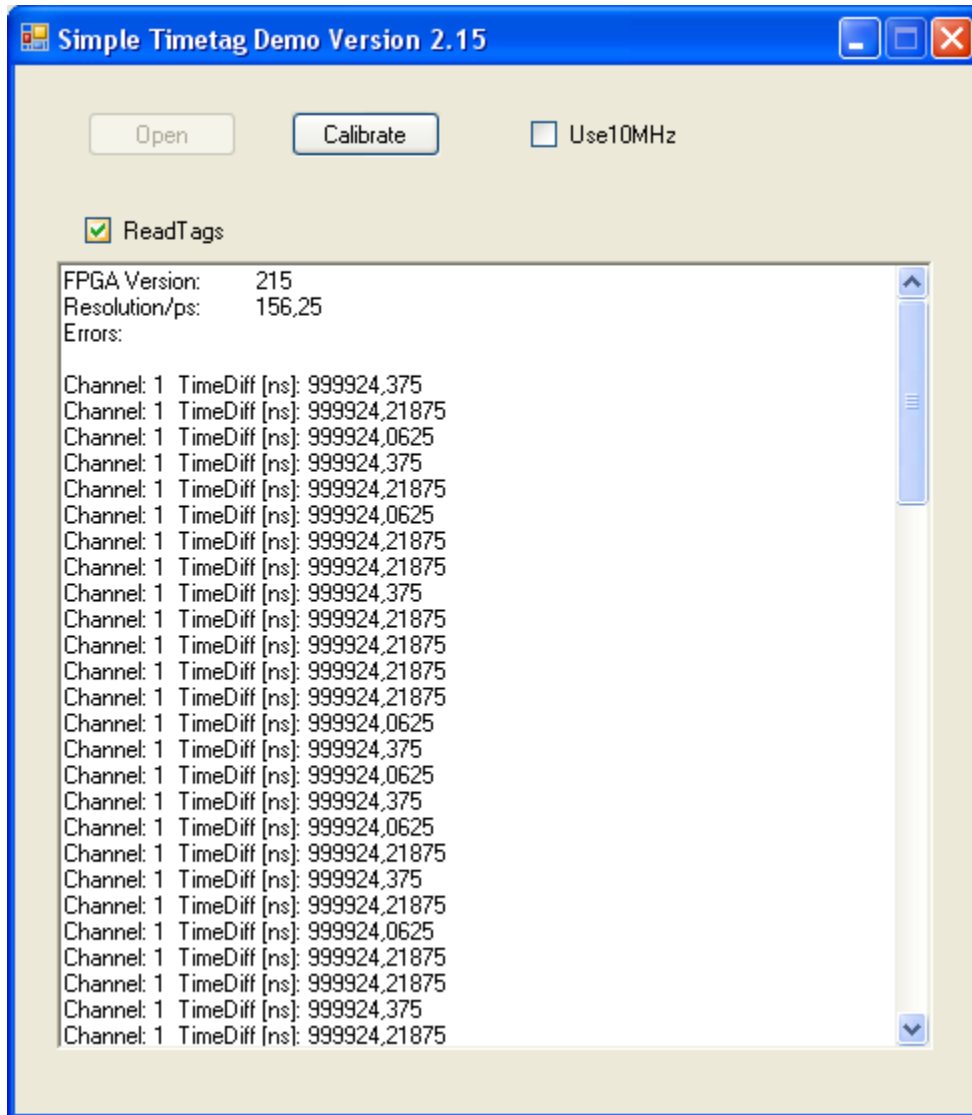 Simple Timetag Demo Version 2.15
Open Calibrate Use10MHz
ReadTags
FPGA Version: 215
Resolution/ps: 156,25
Errors:
Channel: 1 TimeDiff [ns]: 999924,375
Channel: 1 TimeDiff [ns]: 999924,21875
Channel: 1 TimeDiff [ns]: 999924,0625
Channel: 1 TimeDiff [ns]: 999924,375
Channel: 1 TimeDiff [ns]: 999924,21875
Channel: 1 TimeDiff [ns]: 999924,0625
Channel: 1 TimeDiff [ns]: 999924,21875
Channel: 1 TimeDiff [ns]: 999924,21875
Channel: 1 TimeDiff [ns]: 999924,375
Channel: 1 TimeDiff [ns]: 999924,21875
Channel: 1 TimeDiff [ns]: 999924,21875
Channel: 1 TimeDiff [ns]: 999924,21875
Channel: 1 TimeDiff [ns]: 999924,21875
Channel: 1 TimeDiff [ns]: 999924,0625
Channel: 1 TimeDiff [ns]: 999924,375
Channel: 1 TimeDiff [ns]: 999924,0625
Channel: 1 TimeDiff [ns]: 999924,375
Channel: 1 TimeDiff [ns]: 999924,0625
Channel: 1 TimeDiff [ns]: 999924,21875
Channel: 1 TimeDiff [ns]: 999924,375
Channel: 1 TimeDiff [ns]: 999924,21875
Channel: 1 TimeDiff [ns]: 999924,0625
Channel: 1 TimeDiff [ns]: 999924,21875
Channel: 1 TimeDiff [ns]: 999924,21875
Channel: 1 TimeDiff [ns]: 999924,375
Channel: 1 TimeDiff [ns]: 999924,21875